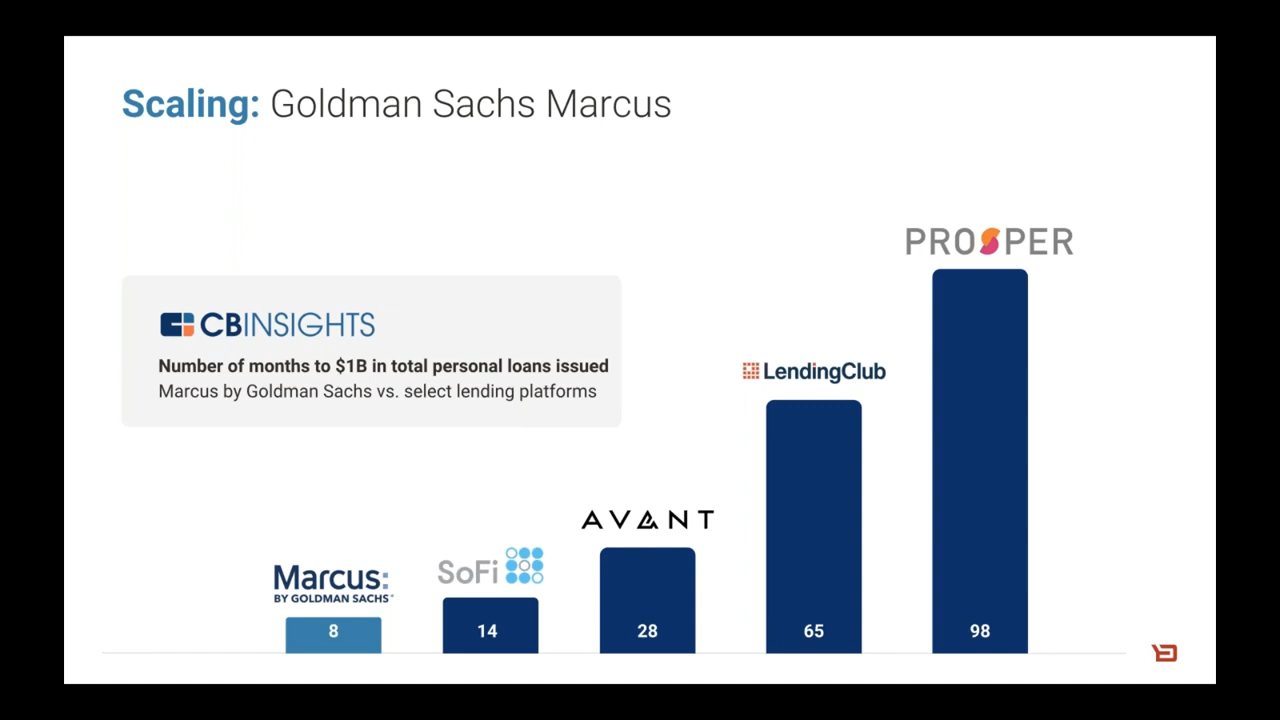 Scaling: Goldman Sachs Marcus
PROSPER
CBINSIGHTS
Number of months to $1B in total personal loans issued
Marcus by Goldman Sachs vs. select lending platforms
LendingClub
AVANT
SoFi
Marcus:
BY GOLDMAN SACHS®
8
14
28
65
98